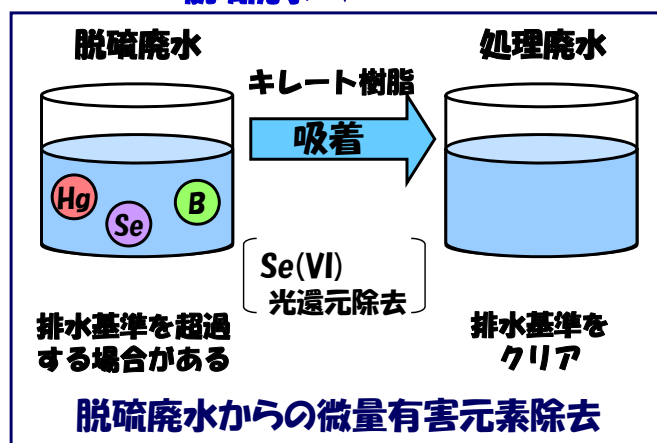 脱硫廃水
処理廃水
キレート樹脂
吸着
Hg
Se
B
Se(VI)
光還元除去
排水基準を超過
する場合がある
排水基準を
クリア
脱硫廃水からの微量有害元素除去